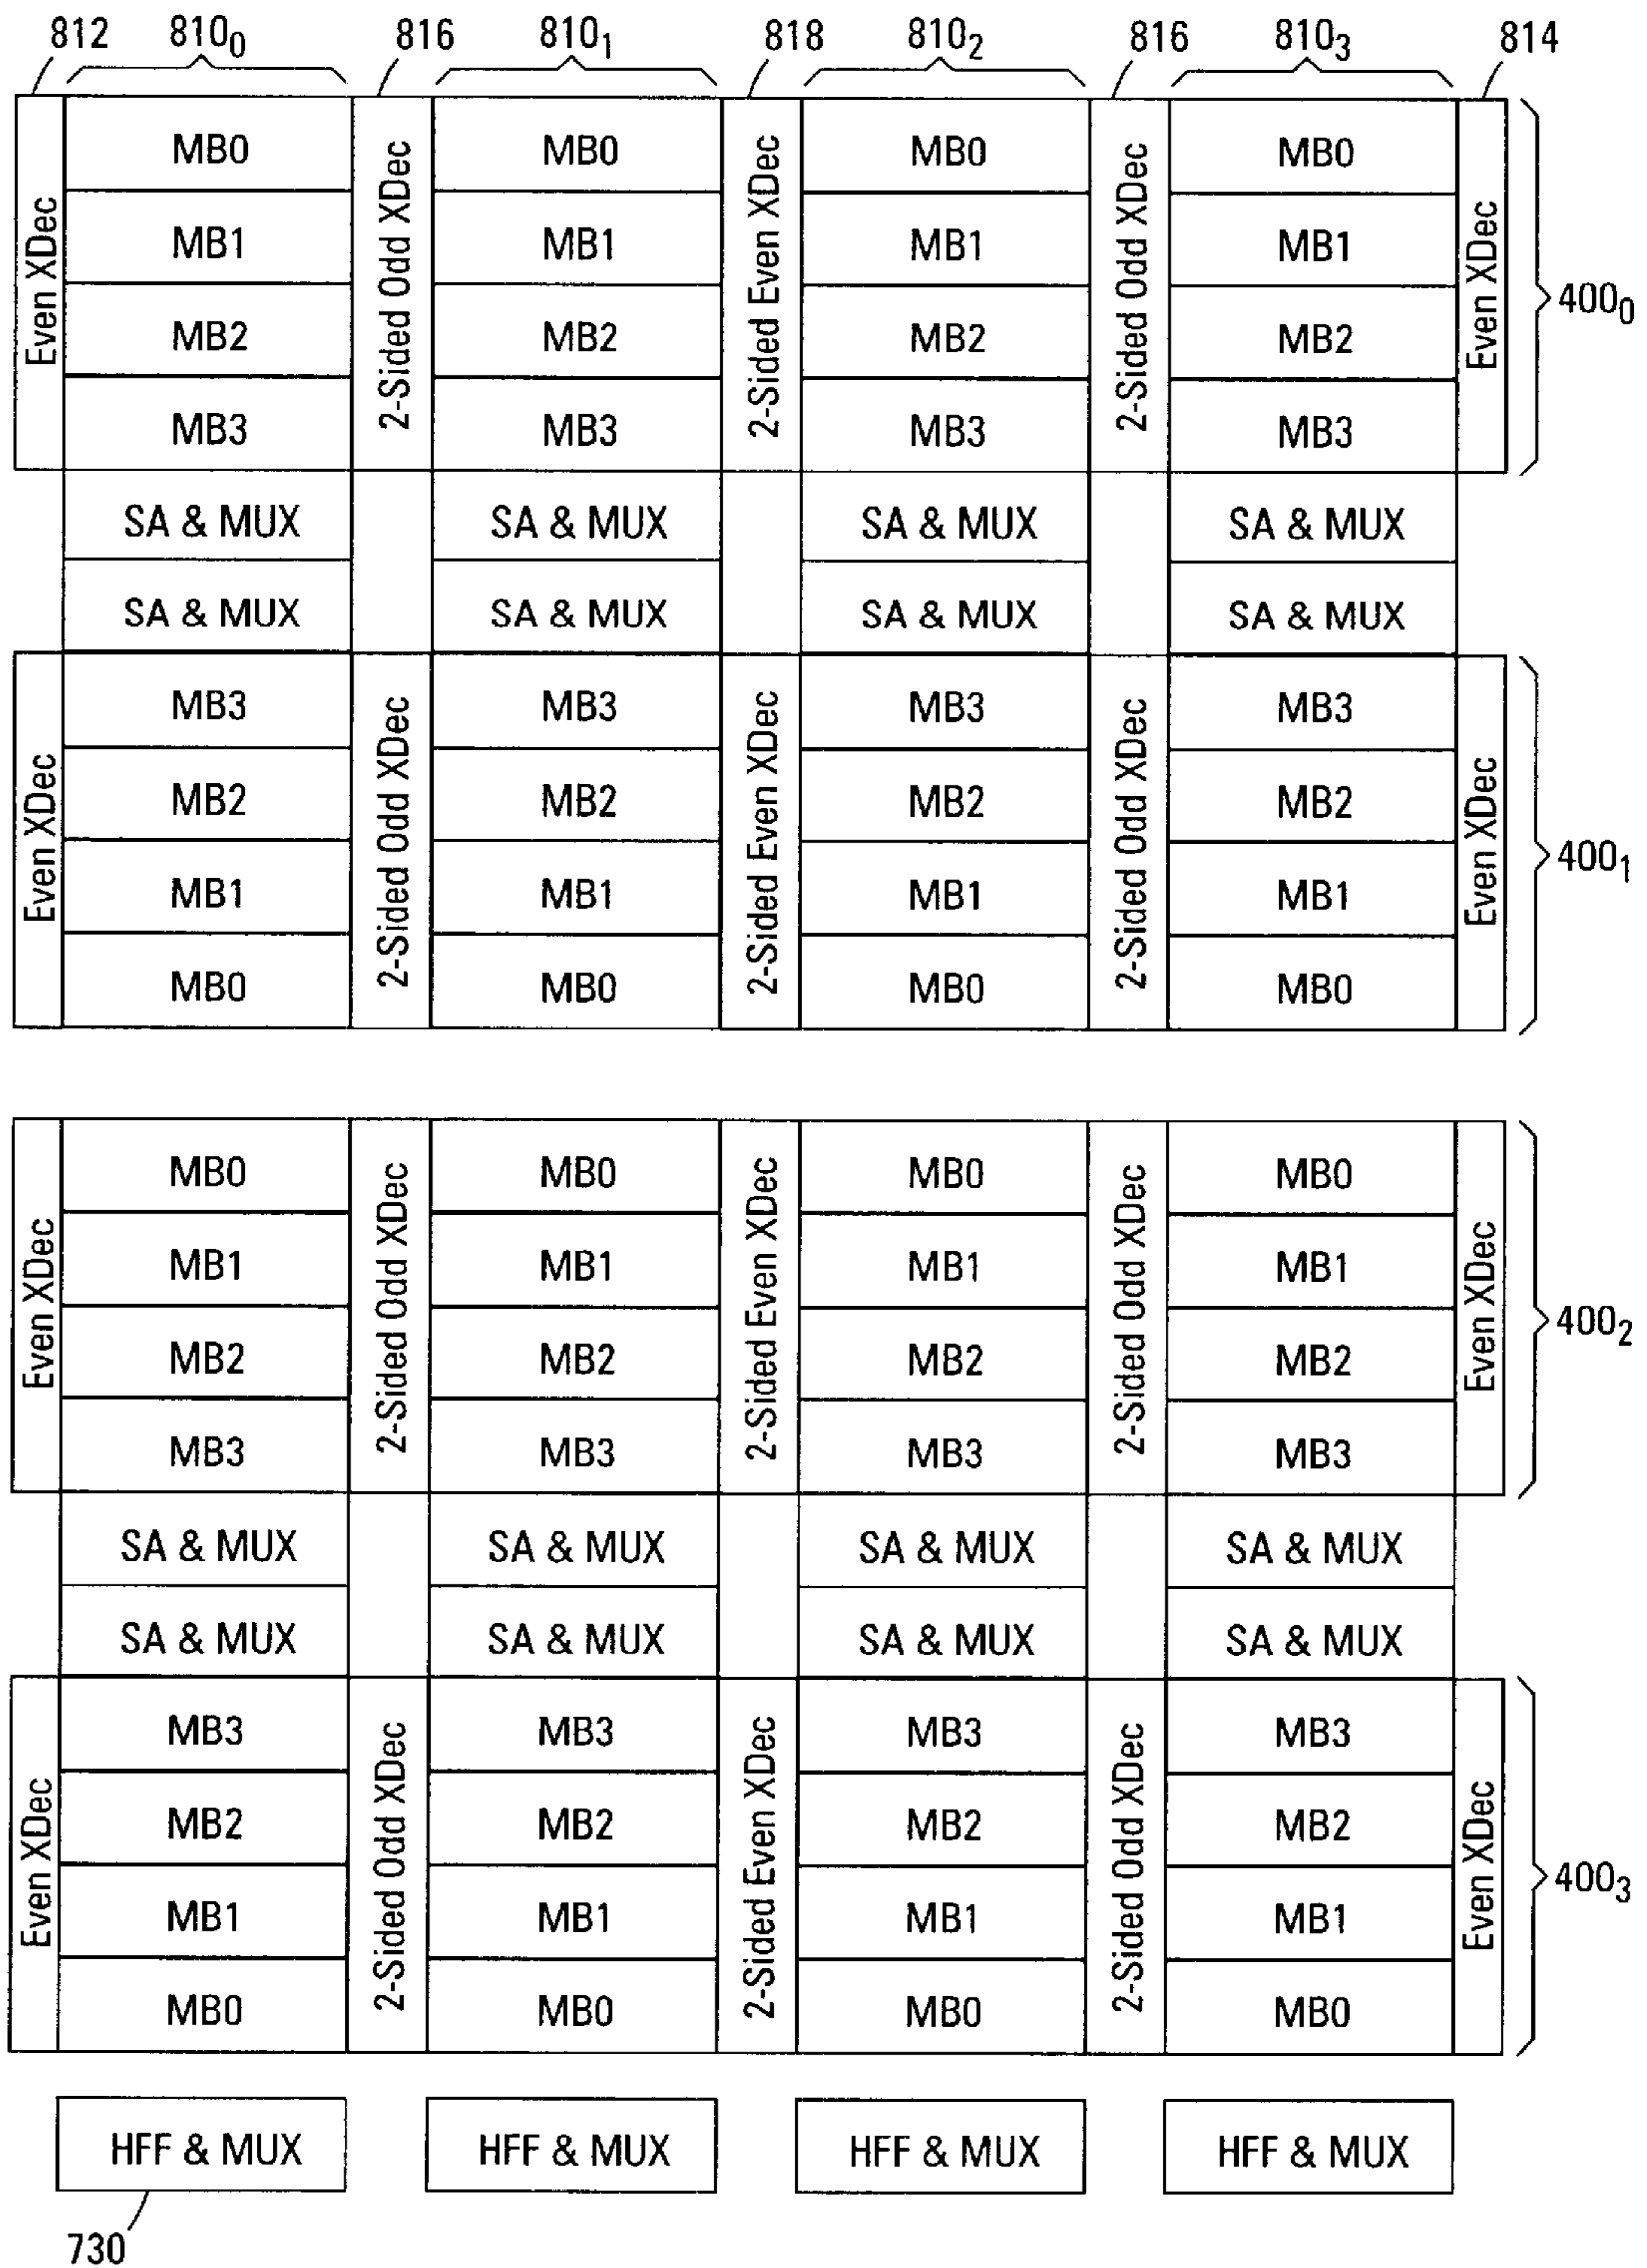 812 810₀ 816 810₁ 818 810₂ 816 810₃ 814
Even XDec 2-Sided Odd XDec 2-Sided Even XDec 2-Sided Odd XDec Even XDec
MB0 MB0 MB0 MB0
MB1 MB1 MB1 MB1
MB2 MB2 MB2 MB2
MB3 MB3 MB3 MB3
400₀
SA & MUX SA & MUX SA & MUX SA & MUX
SA & MUX SA & MUX SA & MUX SA & MUX
Even XDec 2-Sided Odd XDec 2-Sided Even XDec 2-Sided Odd XDec Even XDec
MB3 MB3 MB3 MB3
MB2 MB2 MB2 MB2
MB1 MB1 MB1 MB1
MB0 MB0 MB0 MB0
400₁
Even XDec 2-Sided Odd XDec 2-Sided Even XDec 2-Sided Odd XDec Even XDec
MB0 MB0 MB0 MB0
MB1 MB1 MB1 MB1
MB2 MB2 MB2 MB2
MB3 MB3 MB3 MB3
400₂
SA & MUX SA & MUX SA & MUX SA & MUX
SA & MUX SA & MUX SA & MUX SA & MUX
Even XDec 2-Sided Odd XDec 2-Sided Even XDec 2-Sided Odd XDec Even XDec
MB3 MB3 MB3 MB3
MB2 MB2 MB2 MB2
MB1 MB1 MB1 MB1
MB0 MB0 MB0 MB0
400₃
HFF & MUX HFF & MUX HFF & MUX HFF & MUX
730